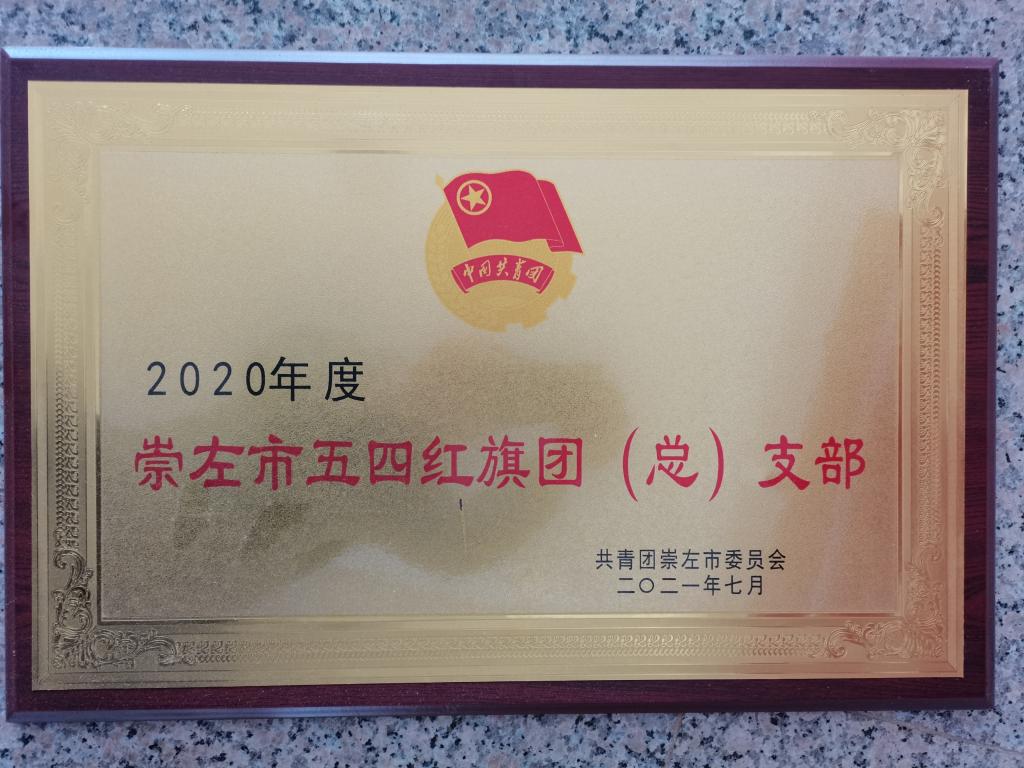 中国共青团
2020年度
崇左市五四红旗团（总）支部
共青团崇左市委员会
二〇二一年七月